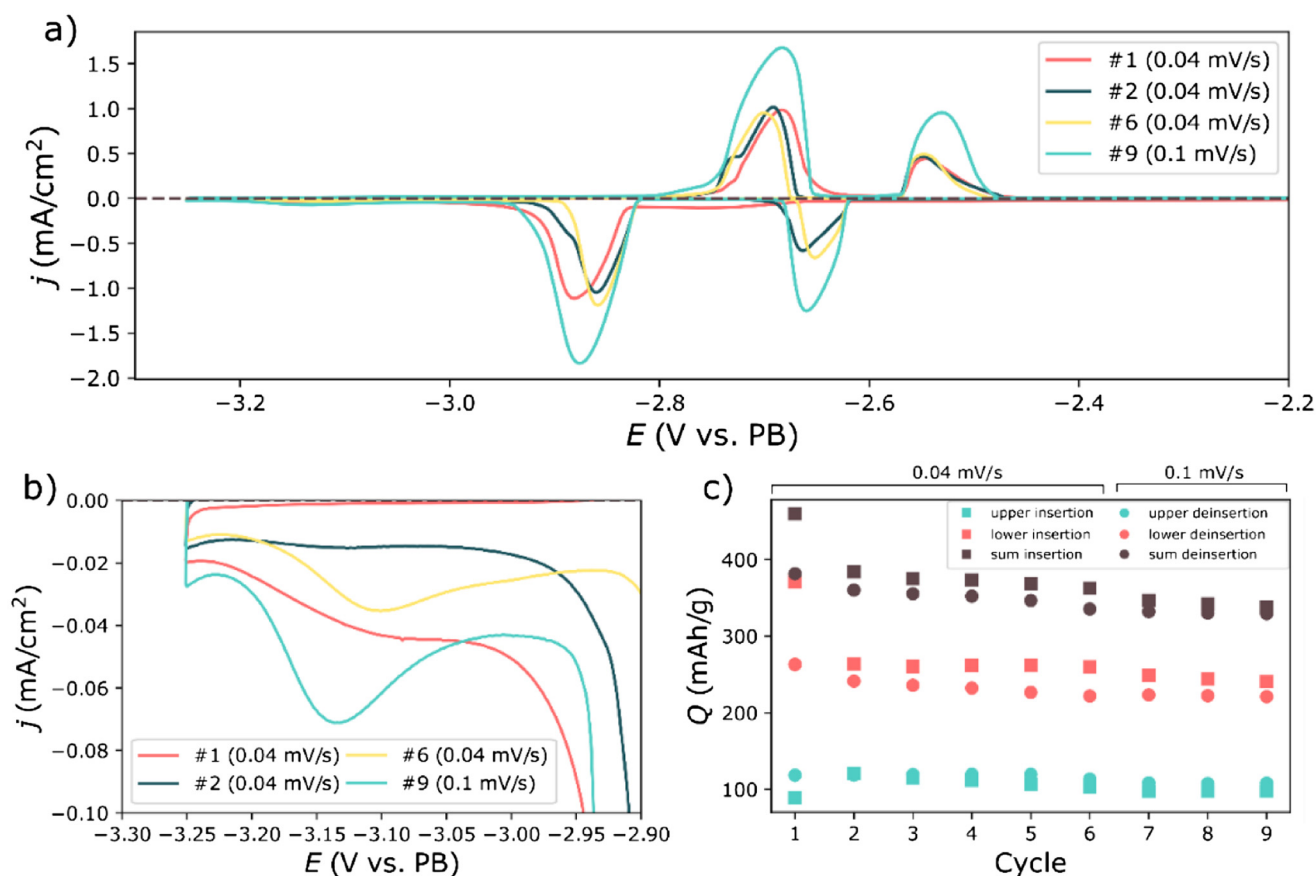 a)
1.5
1.0
0.5
0.0
−0.5
−1.0
−1.5
−2.0
j (mA/cm²)
#1 (0.04 mV/s)
#2 (0.04 mV/s)
#6 (0.04 mV/s)
#9 (0.1 mV/s)
−3.2 −3.0 −2.8 −2.6 −2.4 −2.2
E (V vs. PB)
b)
0.00
−0.02
−0.04
−0.06
−0.08
−0.10
j (mA/cm²)
#1 (0.04 mV/s) #6 (0.04 mV/s)
#2 (0.04 mV/s) #9 (0.1 mV/s)
−3.30 −3.25 −3.20 −3.15 −3.10 −3.05 −3.00 −2.95 −2.90
E (V vs. PB)
c)
0.04 mV/s 0.1 mV/s
upper insertion upper deinsertion
lower insertion lower deinsertion
sum insertion sum deinsertion
400
300
200
100
Q (mAh/g)
1 2 3 4 5 6 7 8 9
Cycle